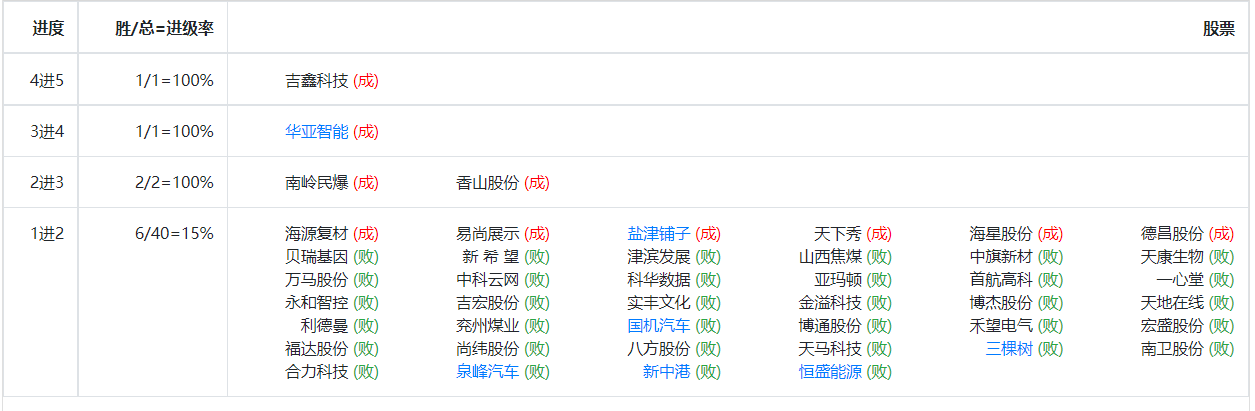 进度 胜/总=进级率 股票
4进5 1/1=100% 吉鑫科技 (成)
3进4 1/1=100% 华亚智能 (成)
2进3 2/2=100% 南岭民爆 (成) 香山股份 (成)
1进2 6/40=15% 海源复材 (成) 易尚展示 (成) 盐津铺子 (成) 天下秀 (成) 海星股份 (成) 德昌股份 (成)
贝瑞基因 (败) 新 希 望 (败) 津滨发展 (败) 山西焦煤 (败) 中旗新材 (败) 天康生物 (败)
万马股份 (败) 中科云网 (败) 科华数据 (败) 亚玛顿 (败) 首航高科 (败) 一心堂 (败)
永和智控 (败) 吉宏股份 (败) 实丰文化 (败) 金溢科技 (败) 博杰股份 (败) 天地在线 (败)
利德曼 (败) 兖州煤业 (败) 国机汽车 (败) 博通股份 (败) 禾望电气 (败) 宏盛股份 (败)
福达股份 (败) 尚纬股份 (败) 八方股份 (败) 天马科技 (败) 三棵树 (败) 南卫股份 (败)
合力科技 (败) 泉峰汽车 (败) 新中港 (败) 恒盛能源 (败)